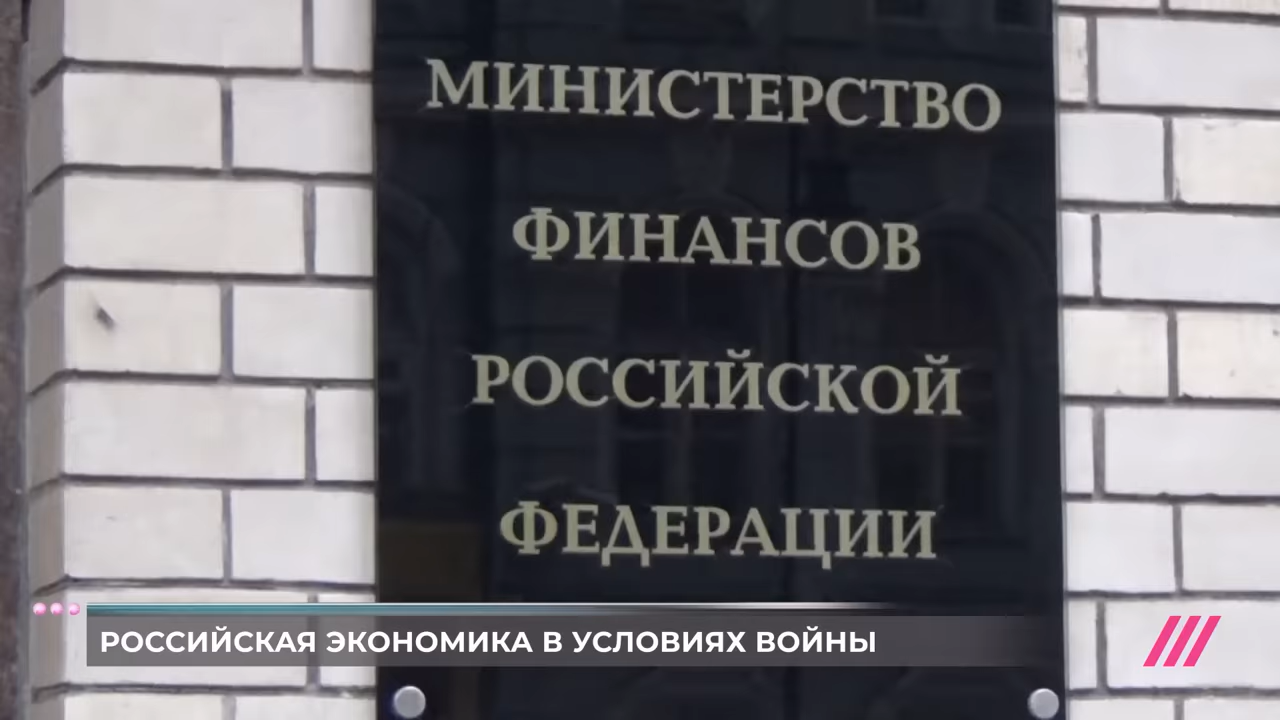 МИНИСТЕРСТВО
ФИНАНСОВ
РОССИЙСКОЙ
ФЕДЕРАЦИИ
РОССИЙСКАЯ ЭКОНОМИКА В УСЛОВИЯХ ВОЙНЫ